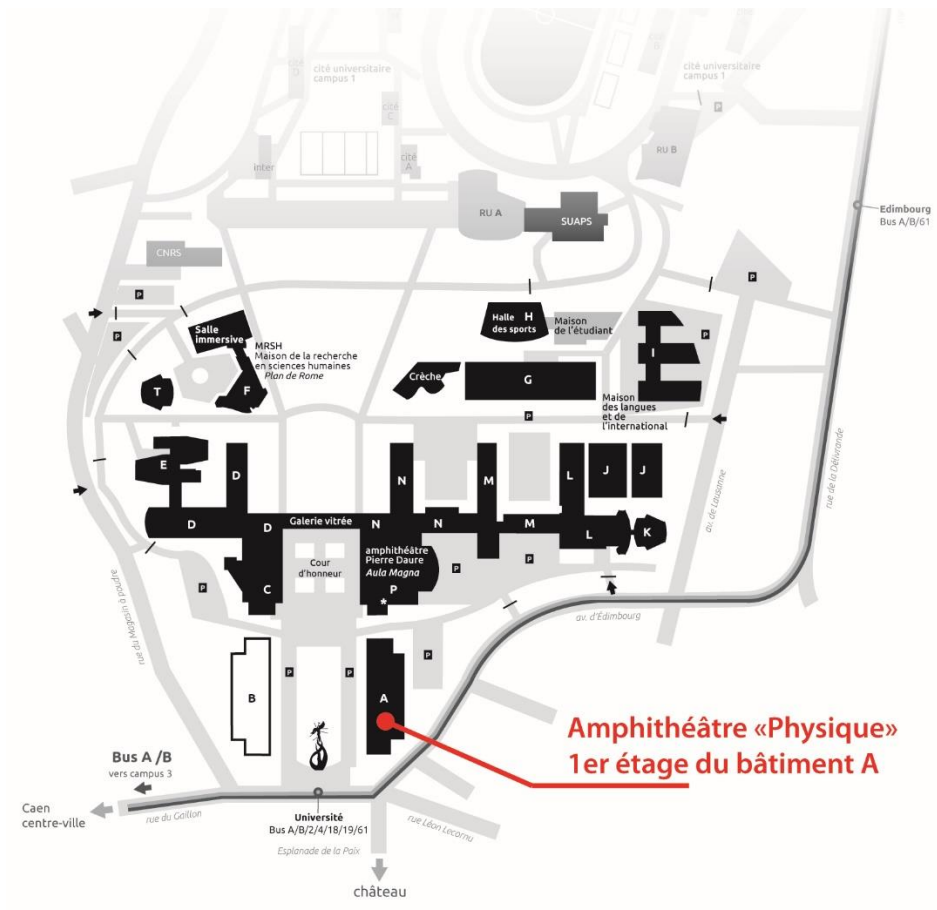 cité universitaire
campus 1
cité universitaire
campus 1
cité
C
cité
A
inter
RU B
RU A
SUAPS
Edimbourg
Bus A/B/61
CNRS
P
P
P
P
P
Salle
immersive
MRSH
Maison de la recherche
en sciences humaines
Plan de Rome
F
T
Halle H
des sports
Maison
de l'étudiant
Crèche
G
I
Maison
des langues
et de
l'international
P
P
E
D
N
M
L
J
J
D
D
Galerie vitrée
N
N
M
L
K
amphithéâtre
Pierre Daure
Aula Magna
P
*
Cour
d'honneur
C
P
P
P
rue du Magasin à poudre
av. de Lausanne
rue de la Délivrande
av. d'Édimbourg
B
P
P
A
P
Amphithéâtre «Physique»
1er étage du bâtiment A
Bus A /B
vers campus 3
Caen
centre-ville
rue du Gaillon
Université
Bus A/B/2/4/18/19/61
Esplanade de la Paix
rue Léon Lecornu
château